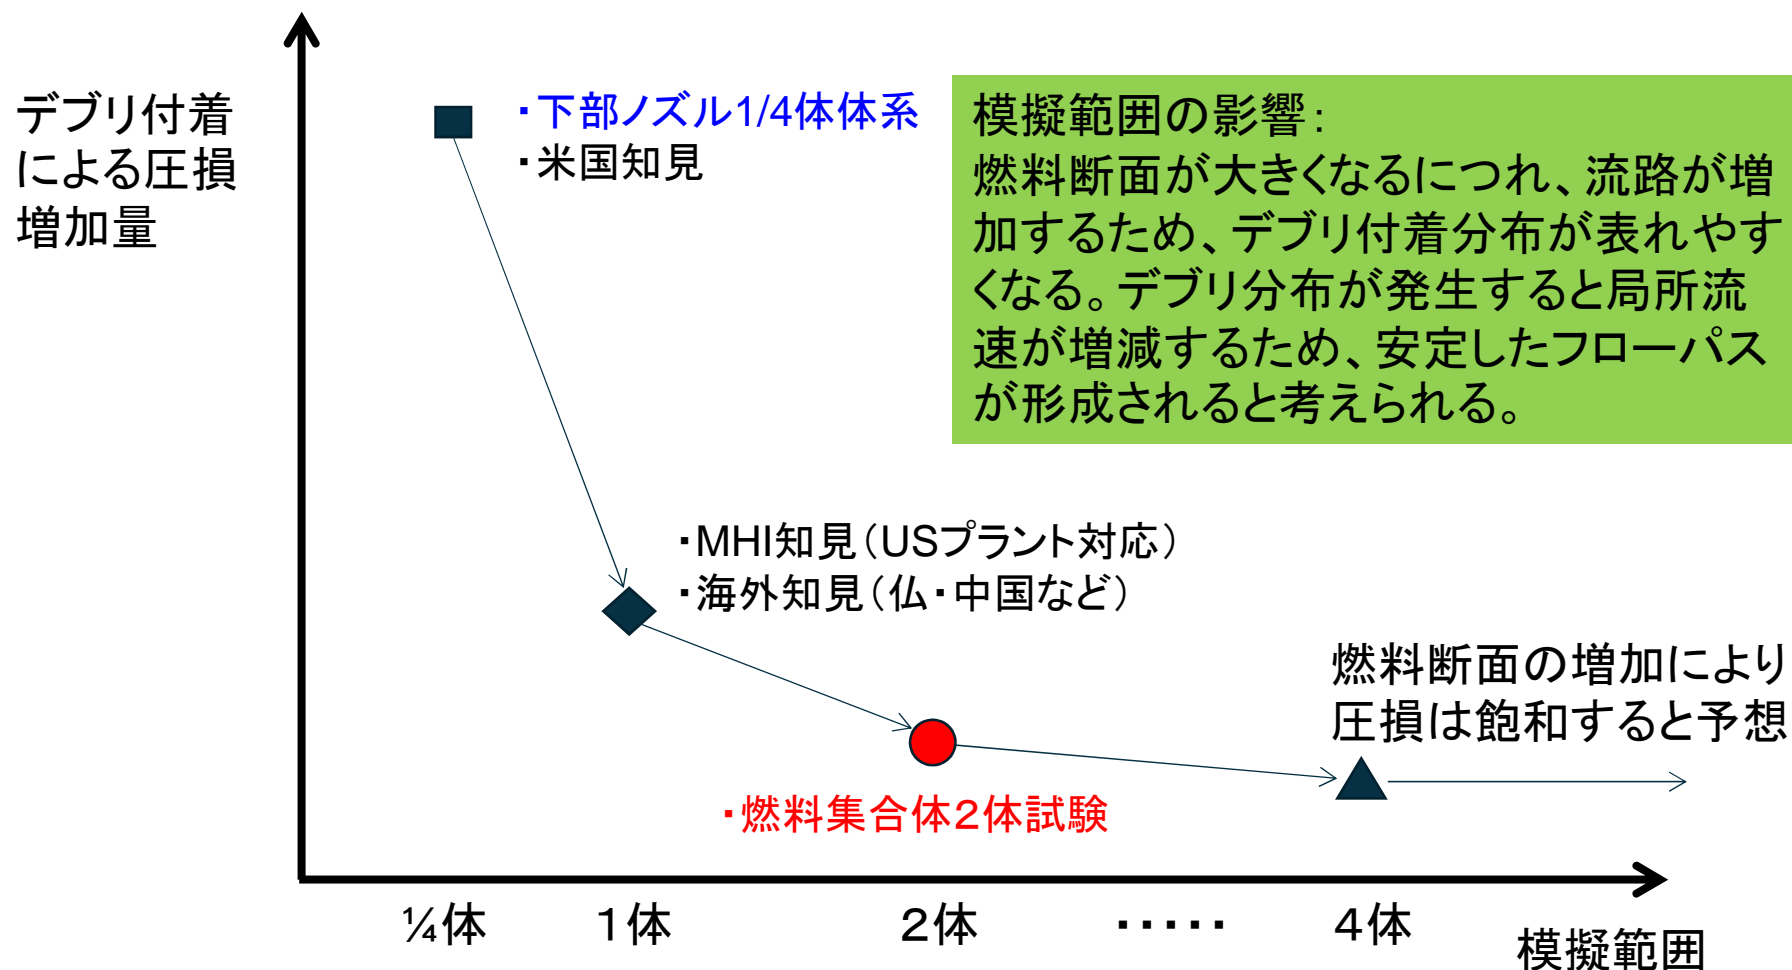 デブリ付着
による圧損
増加量
・下部ノズル1/4体体系
・米国知見
模擬範囲の影響：
燃料断面が大きくなるにつれ、流路が増
加するため、デブリ付着分布が表れやす
くなる。デブリ分布が発生すると局所流
速が増減するため、安定したフローパス
が形成されると考えられる。
・MHI知見（USプラント対応）
・海外知見（仏・中国など）
燃料断面の増加により
圧損は飽和すると予想
・燃料集合体２体試験
¼体
１体
２体
・・・・・
４体
模擬範囲